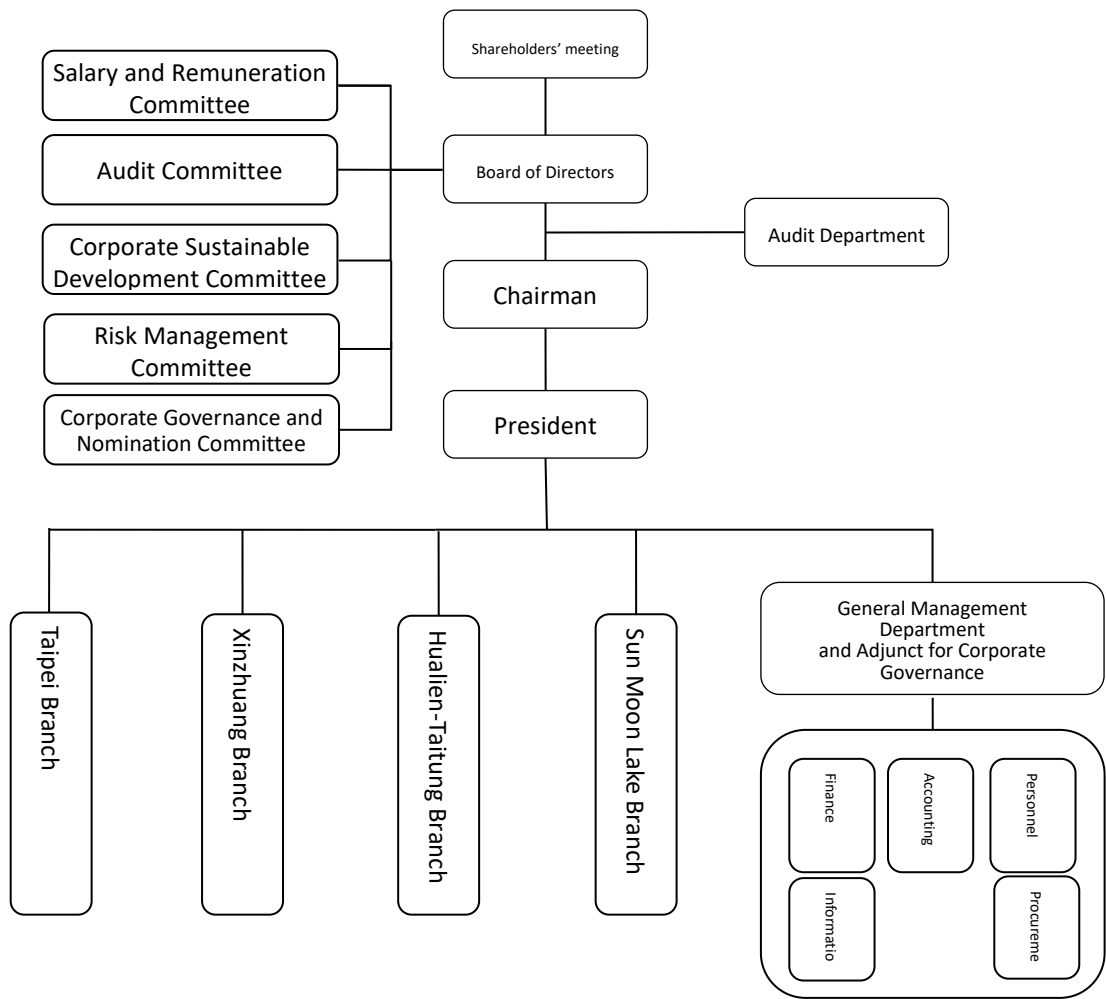 Shareholders’ meeting
Salary and Remuneration
Committee
Audit Committee
Board of Directors
Audit Department
Corporate Sustainable
Development Committee
Chairman
Risk Management
Committee
President
Corporate Governance and
Nomination Committee
Taipei Branch
Xinzhuang Branch
Hualien-Taitung Branch
Sun Moon Lake Branch
General Management
Department
and Adjunct for Corporate
Governance
Finance
Accounting
Personnel
Informatio
Procureme